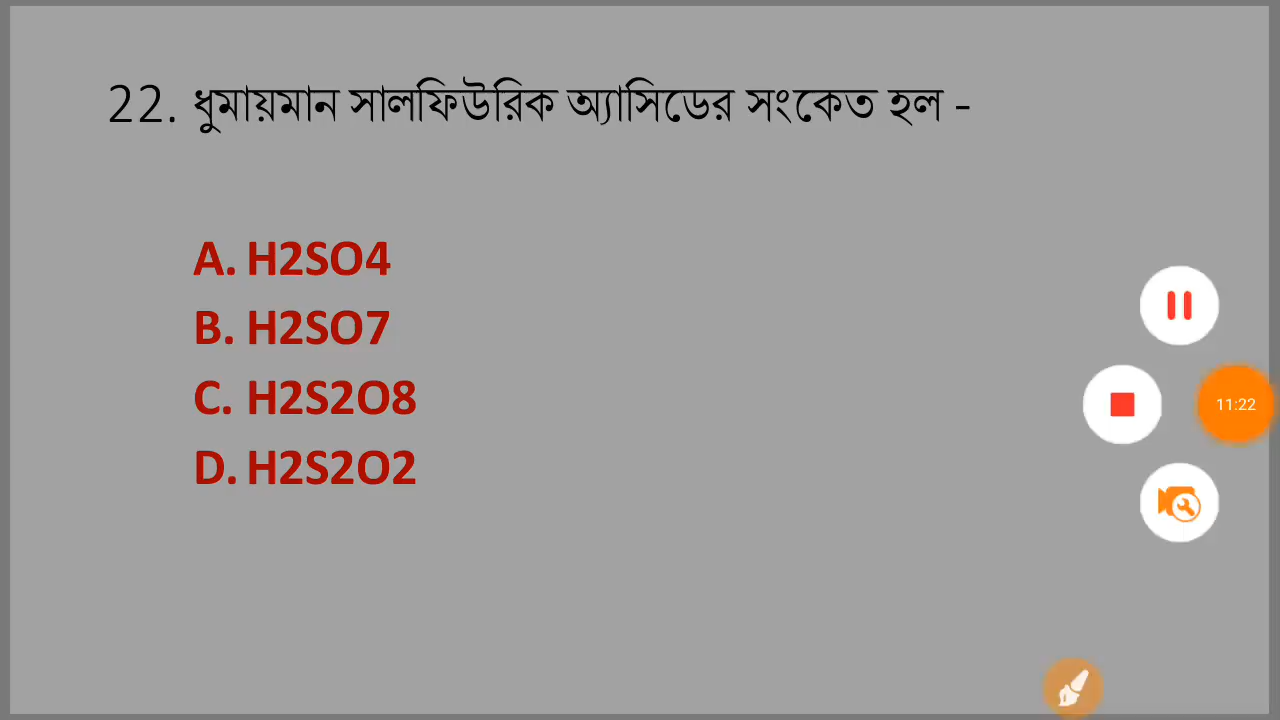 22. ধুমায়মান সালফিউরিক অ্যাসিডের সংকেত হল -
A. H2SO4
B. H2SO7
C. H2S2O8
D. H2S2O2
11:22